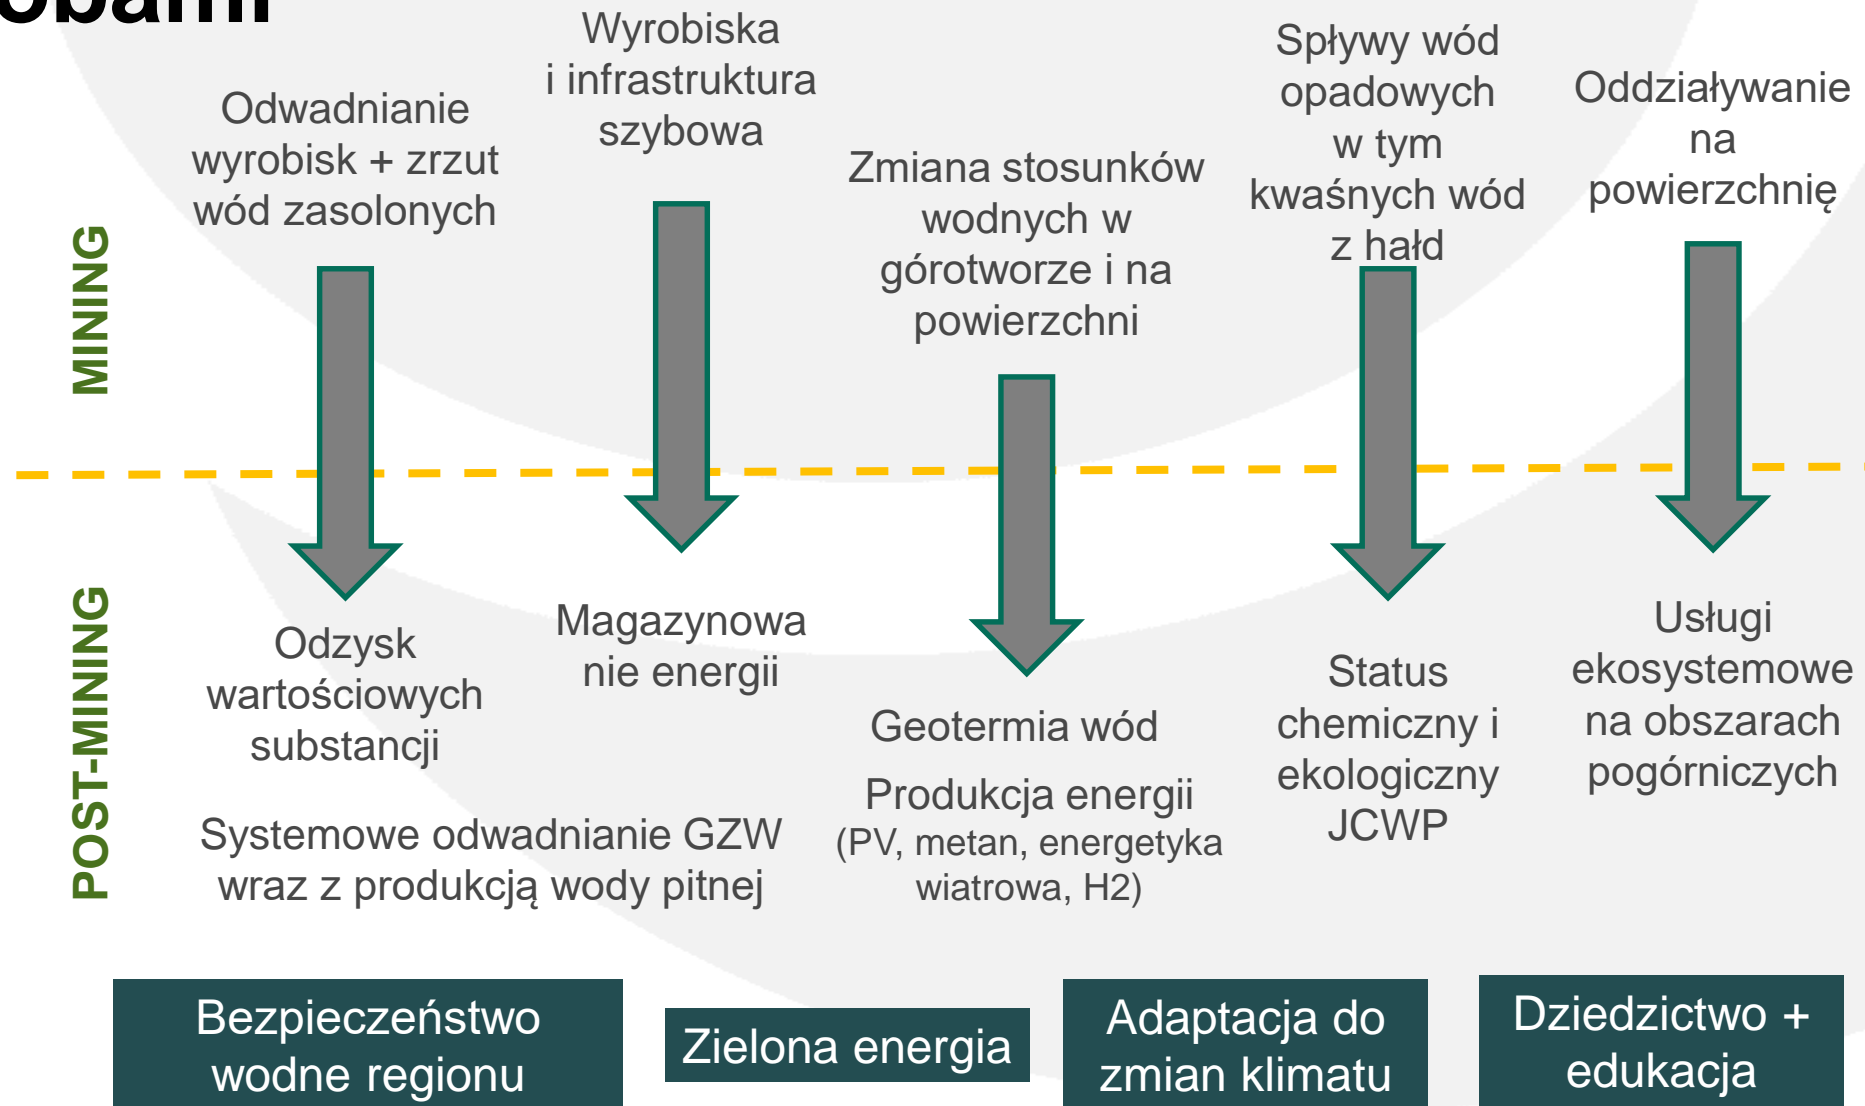 obami
MINING
Odwadnianie
wyrobisk + zrzut
wód zasolonych
Wyrobiska
i infrastruktura
szybowa
Zmiana stosunków
wodnych w
górotworze i na
powierzchni
Spływy wód
opadowych
w tym
kwaśnych wód
z hałd
Oddziaływanie
na
powierzchnię
POST-MINING
Odzysk
wartościowych
substancji
Magazynowa
nie energii
Systemowe odwadnianie GZW
wraz z produkcją wody pitnej
Geotermia wód
Produkcja energii
(PV, metan, energetyka
wiatrowa, H2)
Status
chemiczny i
ekologiczny
JCWP
Usługi
ekosystemowe
na obszarach
pogórniczych
Bezpieczeństwo
wodne regionu
Zielona energia
Adaptacja do
zmian klimatu
Dziedzictwo +
edukacja